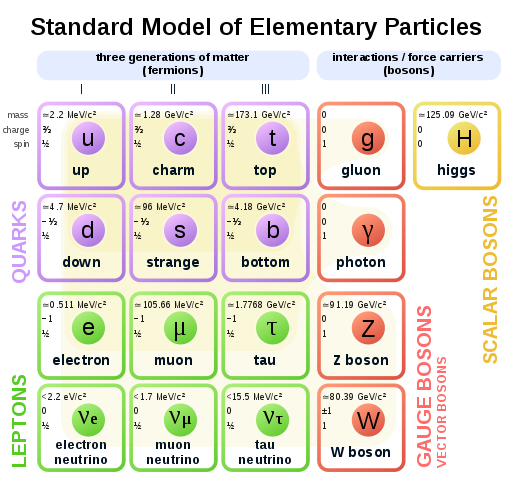 Standard Model of Elementary Particles
three generations of matter
(fermions)
interactions / force carriers
(bosons)
I II III
mass ≃2.2 MeV/c² ≃1.28 GeV/c² ≃173.1 GeV/c² 0 ≃125.09 GeV/c²
charge ⅔ ⅔ ⅔ 0 0
spin ½ ½ ½ 1 0
u c t g H
up charm top gluon higgs
QUARKS
≃4.7 MeV/c² ≃96 MeV/c² ≃4.18 GeV/c² 0
−⅓ −⅓ −⅓ 0
½ ½ ½ 1
d s b γ
down strange bottom photon
SCALAR BOSONS
≃0.511 MeV/c² ≃105.66 MeV/c² ≃1.7768 GeV/c² ≃91.19 GeV/c²
−1 −1 −1 0
½ ½ ½ 1
e μ τ Z
electron muon tau Z boson
LEPTONS
GAUGE BOSONS
VECTOR BOSONS
<2.2 eV/c² <1.7 MeV/c² <15.5 MeV/c² ≃80.39 GeV/c²
0 0 0 ±1
½ ½ ½ 1
νe νμ ντ W
electron neutrino muon neutrino tau neutrino W boson